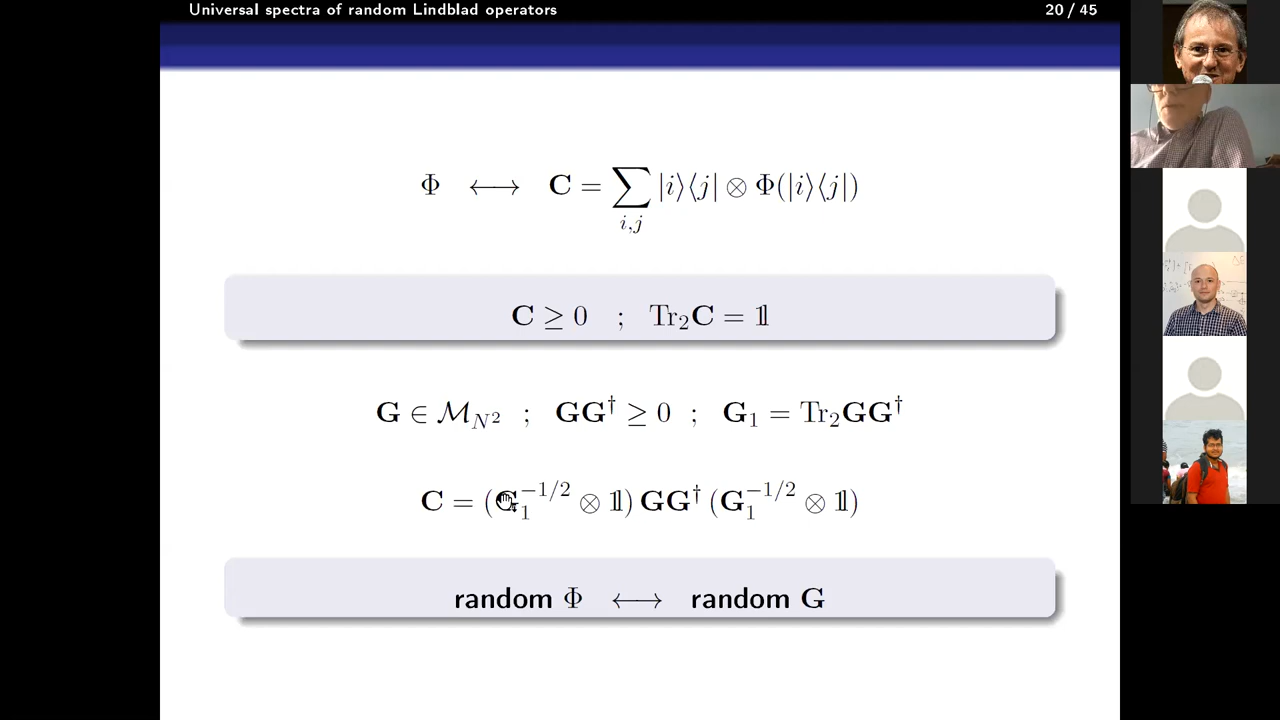 Universal spectra of random Lindblad operators
20 / 45
Φ ⟷ C = ∑_{i,j} |i⟩⟨j| ⊗ Φ(|i⟩⟨j|)
C ≥ 0 ; Tr₂C = 𝟙
G ∈ ℳ_{N²} ; GG† ≥ 0 ; G₁ = Tr₂GG†
C = (G₁^{−1/2} ⊗ 𝟙) GG† (G₁^{−1/2} ⊗ 𝟙)
random Φ ⟷ random G